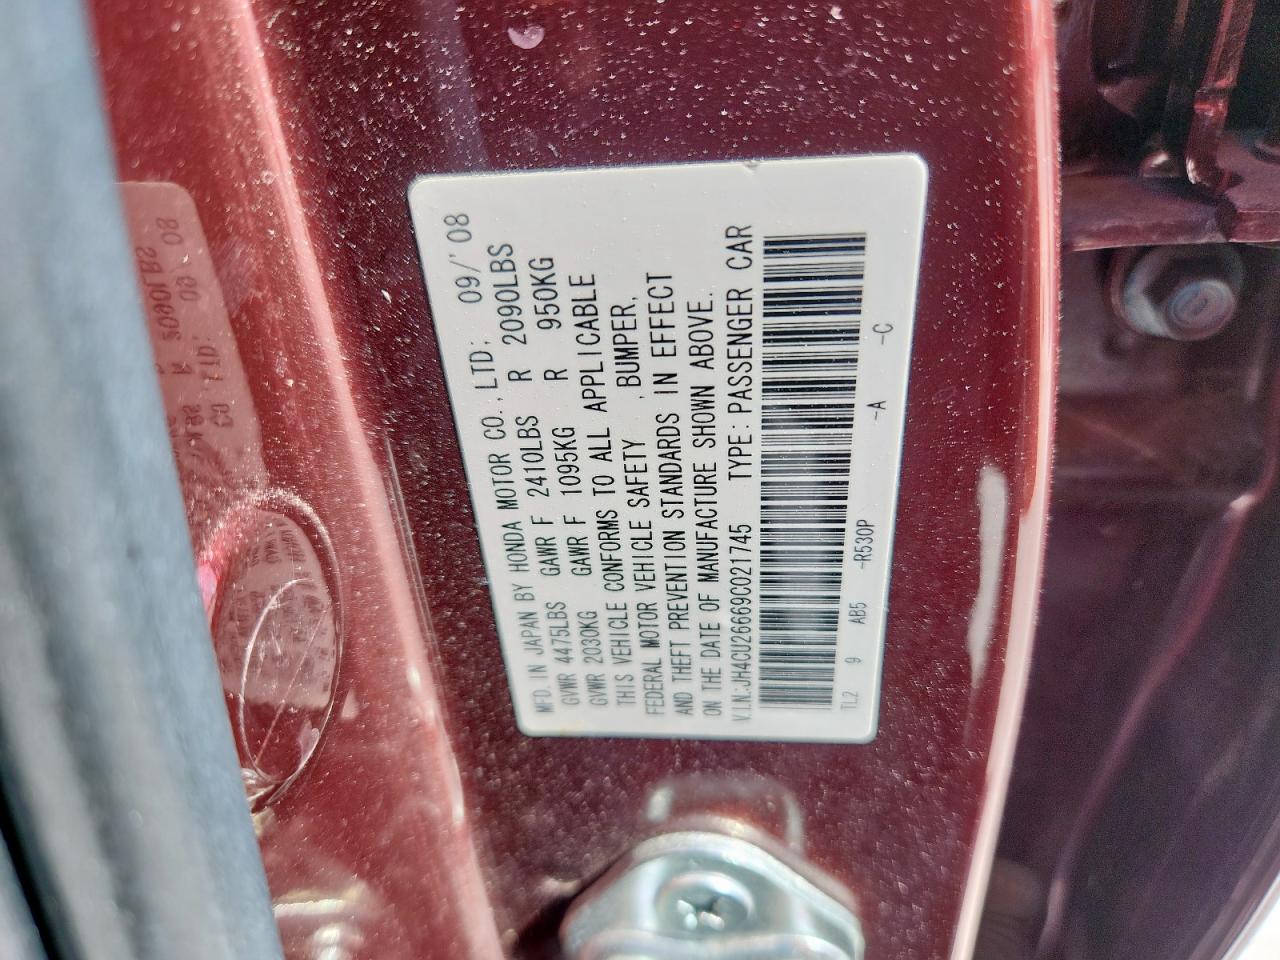 MFD. IN JAPAN BY HONDA MOTOR CO., LTD; 09/' 08
GVWR 4475LBS GAWR F 2410LBS R 2090LBS
GVWR 2030KG GAWR F 1095KG R 950KG
THIS VEHICLE CONFORMS TO ALL APPLICABLE
FEDERAL MOTOR VEHICLE SAFETY , BUMPER,
AND THEFT PREVENTION STANDARDS IN EFFECT
ON THE DATE OF MANUFACTURE SHOWN ABOVE.
V.I.N:JH4CU26669C021745 TYPE:PASSENGER CAR
TL2 9 AB5 -R530P -A -C